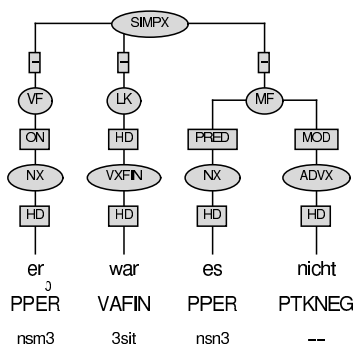 SIMPX
- - -
VF LK MF
ON HD PRED MOD
NX VXFIN NX ADVX
HD HD HD HD
er war es nicht
PPER VAFIN PPER PTKNEG
nsm3 3sit nsn3 --